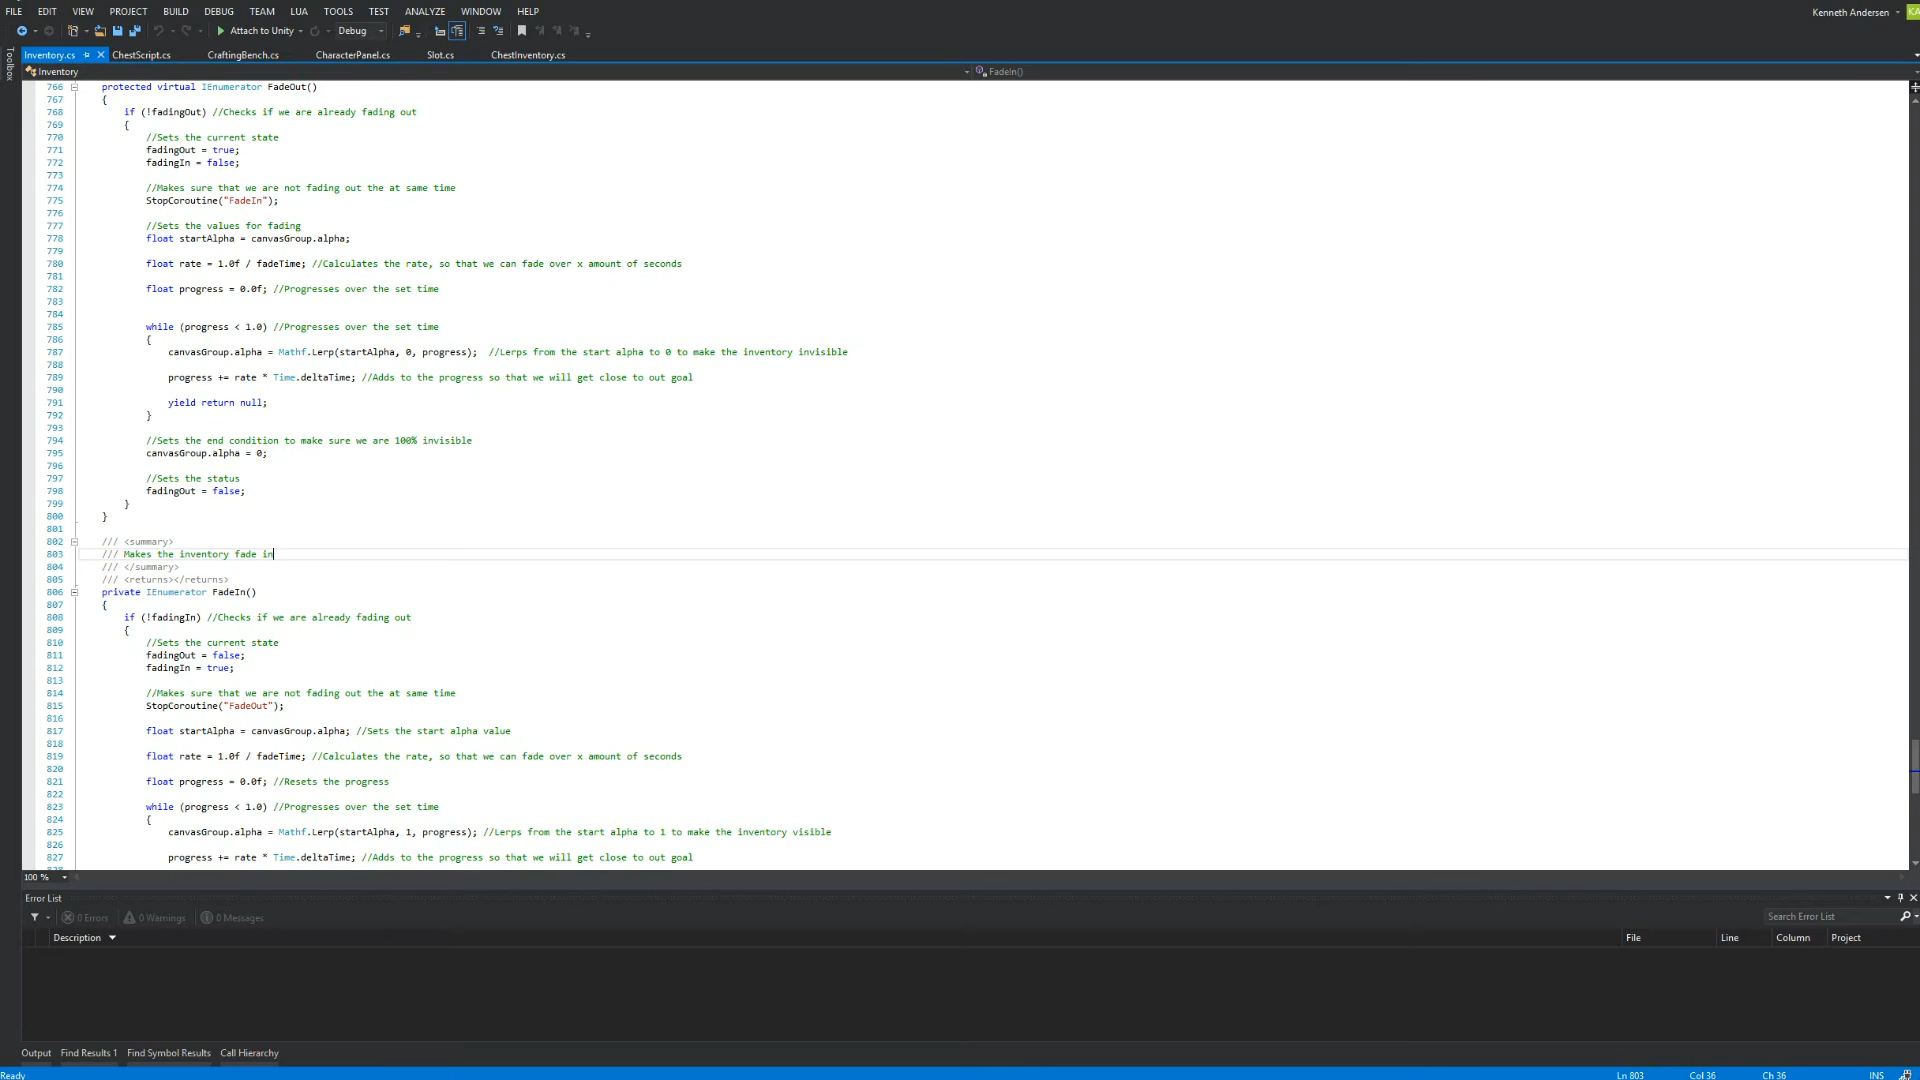 FILE EDIT VIEW PROJECT BUILD DEBUG TEAM LUA TOOLS TEST ANALYZE WINDOW HELP
Kenneth Andersen KA
Attach to Unity Debug
Toolbox
Inventory.cs ChestScript.cs CraftingBench.cs CharacterPanel.cs Slot.cs ChestInventory.cs
Inventory FadeIn()
766 protected virtual IEnumerator FadeOut()
767 {
768 if (!fadingOut) //Checks if we are already fading out
769 {
770 //Sets the current state
771 fadingOut = true;
772 fadingIn = false;
773
774 //Makes sure that we are not fading out the at same time
775 StopCoroutine("FadeIn");
776
777 //Sets the values for fading
778 float startAlpha = canvasGroup.alpha;
779
780 float rate = 1.0f / fadeTime; //Calculates the rate, so that we can fade over x amount of seconds
781
782 float progress = 0.0f; //Progresses over the set time
783
784
785 while (progress < 1.0) //Progresses over the set time
786 {
787 canvasGroup.alpha = Mathf.Lerp(startAlpha, 0, progress); //Lerps from the start alpha to 0 to make the inventory invisible
788
789 progress += rate * Time.deltaTime; //Adds to the progress so that we will get close to out goal
790
791 yield return null;
792 }
793
794 //Sets the end condition to make sure we are 100% invisible
795 canvasGroup.alpha = 0;
796
797 //Sets the status
798 fadingOut = false;
799 }
800 }
801
802 /// <summary>
803 /// Makes the inventory fade in
804 /// </summary>
805 /// <returns></returns>
806 private IEnumerator FadeIn()
807 {
808 if (!fadingIn) //Checks if we are already fading out
809 {
810 //Sets the current state
811 fadingOut = false;
812 fadingIn = true;
813
814 //Makes sure that we are not fading out the at same time
815 StopCoroutine("FadeOut");
816
817 float startAlpha = canvasGroup.alpha; //Sets the start alpha value
818
819 float rate = 1.0f / fadeTime; //Calculates the rate, so that we can fade over x amount of seconds
820
821 float progress = 0.0f; //Resets the progress
822
823 while (progress < 1.0) //Progresses over the set time
824 {
825 canvasGroup.alpha = Mathf.Lerp(startAlpha, 1, progress); //Lerps from the start alpha to 1 to make the inventory visible
826
827 progress += rate * Time.deltaTime; //Adds to the progress so that we will get close to out goal
100 %
Error List
0 Errors 0 Warnings 0 Messages Search Error List
Description File Line Column Project
Output Find Results 1 Find Symbol Results Call Hierarchy
Ready Ln 803 Col 36 Ch 36 INS